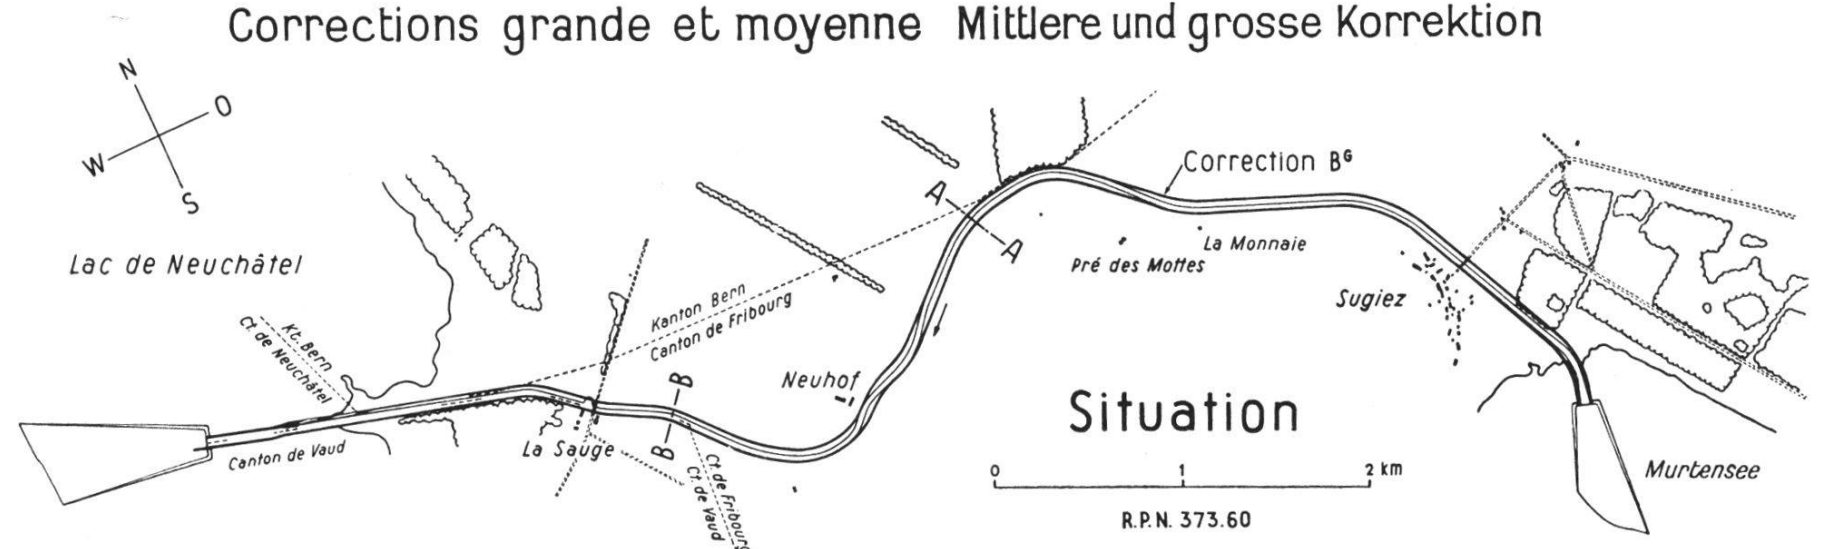 Corrections grande et moyenne Mittlere und grosse Korrektion
N
O
W
S
Lac de Neuchâtel
Kt. Bern
Ct. de Neuchâtel
Canton de Vaud
La Sauge
Kanton Bern
Canton de Fribourg
B
B
Ct. de Fribourg
Ct. de Vaud
Neuhof
A
A
Correction Bᴳ
La Monnaie
Pré des Mottes
Sugiez
Situation
0 1 2 km
R.P.N. 373.60
Murtensee